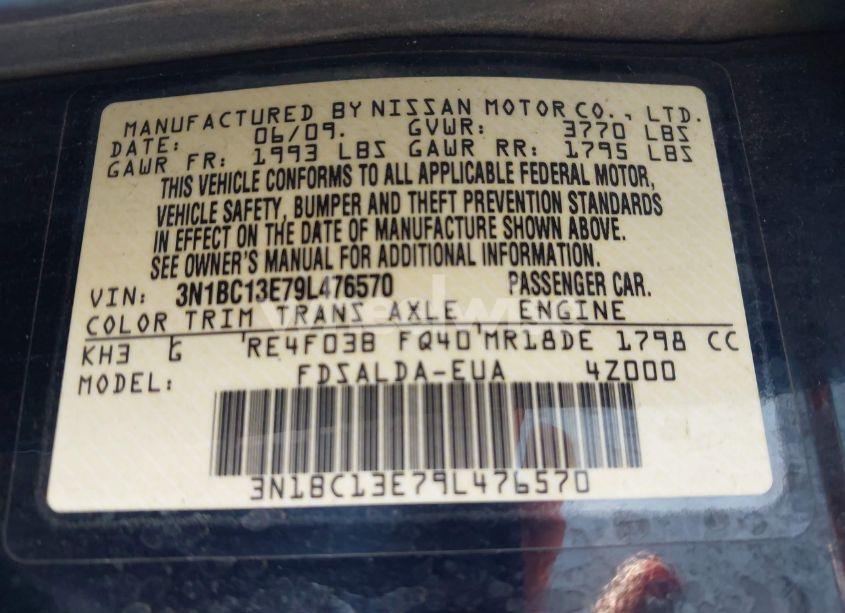 MANUFACTURED BY NISSAN MOTOR CO., LTD.
DATE: 06/09. GVWR: 3770 LBS
GAWR FR: 1993 LBS GAWR RR: 1795 LBS
THIS VEHICLE CONFORMS TO ALL APPLICABLE FEDERAL MOTOR,
VEHICLE SAFETY, BUMPER AND THEFT PREVENTION STANDARDS
IN EFFECT ON THE DATE OF MANUFACTURE SHOWN ABOVE.
SEE OWNER'S MANUAL FOR ADDITIONAL INFORMATION.
VIN: 3N1BC13E79L476570 PASSENGER CAR.
COLOR TRIM TRANS AXLE ENGINE
KH3 G RE4F03B FQ40 MR18DE 1798 CC
MODEL: FDSALDA-EUA 4Z000
3N1BC13E79L476570